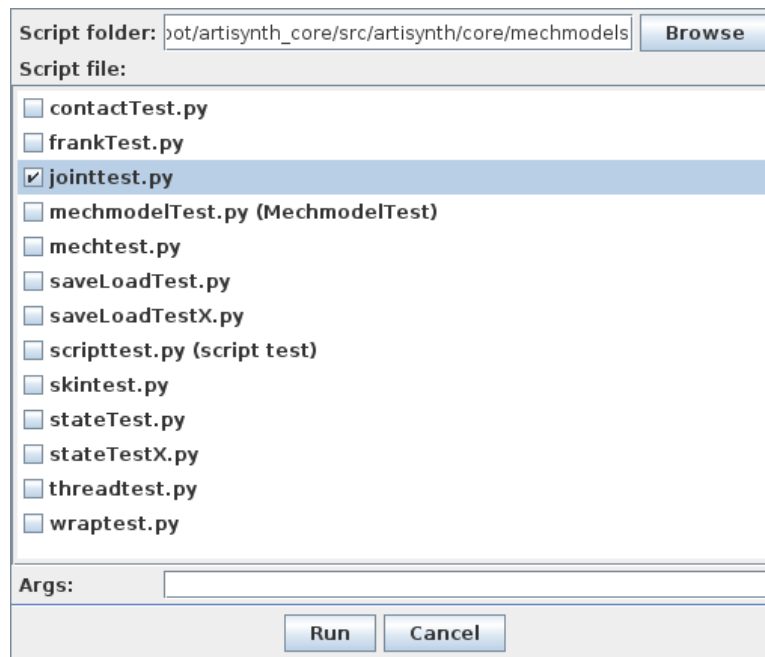 Script folder: oot/artisynth_core/src/artisynth/core/mechmodels Browse
Script file:
contactTest.py
frankTest.py
jointtest.py
mechmodelTest.py (MechmodelTest)
mechtest.py
saveLoadTest.py
saveLoadTestX.py
scripttest.py (script test)
skintest.py
stateTest.py
stateTestX.py
threadtest.py
wraptest.py
Args:
Run Cancel